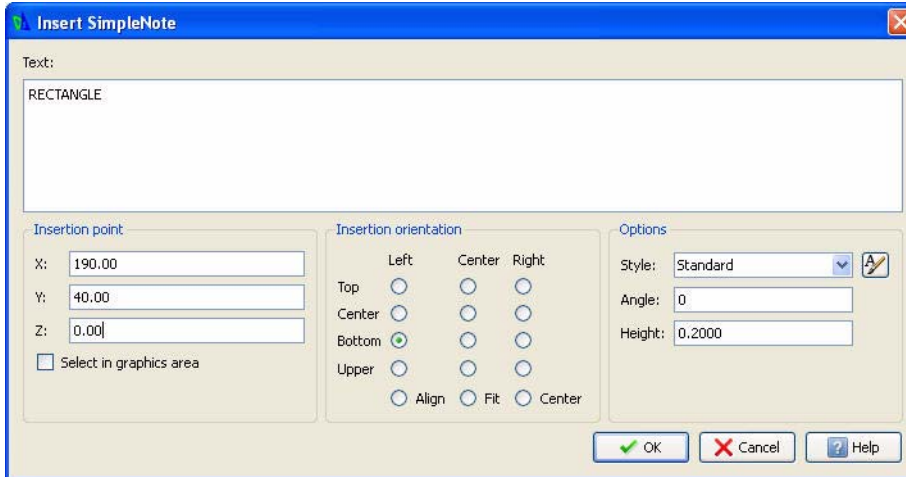 Insert SimpleNote
Text:
RECTANGLE
Insertion point
X: 190.00
Y: 40.00
Z: 0.00
Select in graphics area
Insertion orientation
Left Center Right
Top
Center
Bottom
Upper
Align Fit Center
Options
Style: Standard
Angle: 0
Height: 0.2000
OK Cancel Help